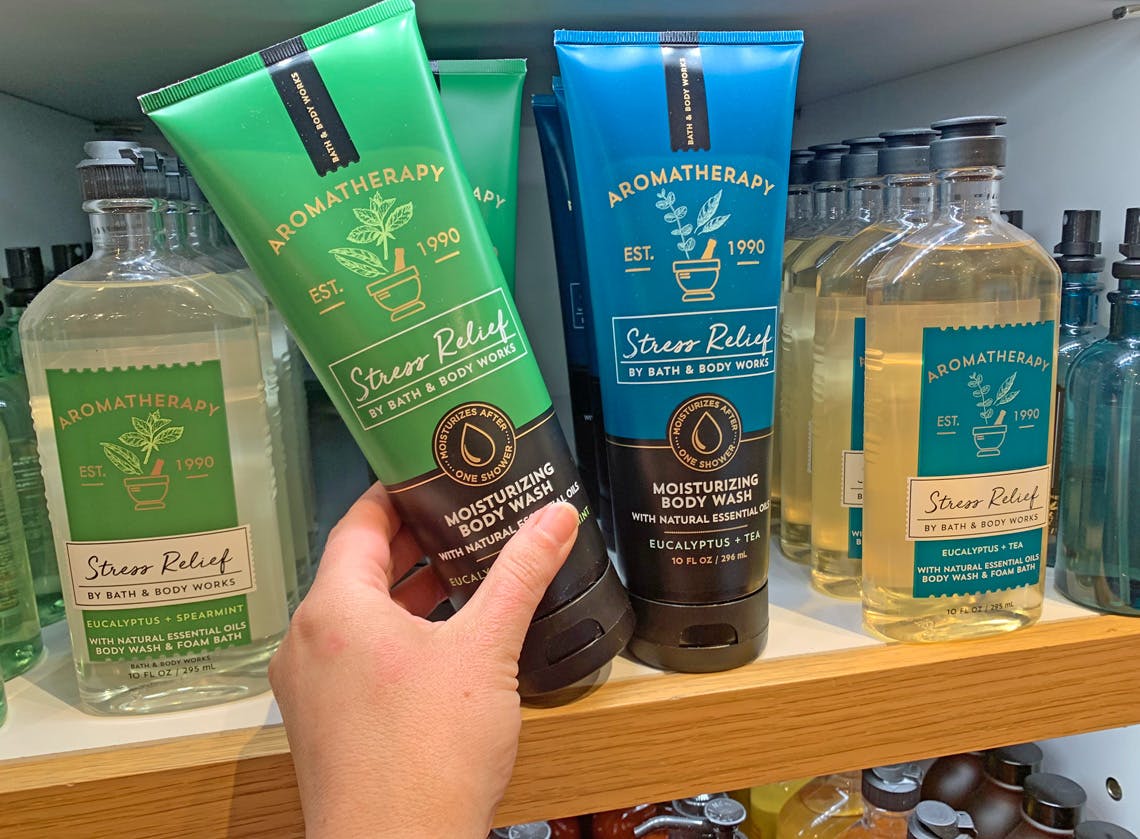 AROMATHERAPY
EST. 1990
Stress Relief
BY BATH & BODY WORKS
EUCALYPTUS + SPEARMINT
WITH NATURAL ESSENTIAL OILS
BODY WASH & FOAM BATH
BATH & BODY WORKS
10 FL OZ / 295 mL
BATH & BODY WORKS
AROMATHERAPY
EST. 1990
Stress Relief
BY BATH & BODY WORKS
MOISTURIZES AFTER
ONE SHOWER
MOISTURIZING
BODY WASH
WITH NATURAL ESSENTIAL OILS
BATH & BODY WORKS
AROMATHERAPY
EST. 1990
Stress Relief
BY BATH & BODY WORKS
MOISTURIZES AFTER
ONE SHOWER
MOISTURIZING
BODY WASH
WITH NATURAL ESSENTIAL OILS
EUCALYPTUS + TEA
10 FL OZ / 296 mL
AROMATHERAPY
EST. 1990
Stress Relief
BY BATH & BODY WORKS
EUCALYPTUS + TEA
WITH NATURAL ESSENTIAL OILS
BODY WASH & FOAM BATH
10 FL OZ / 295 mL